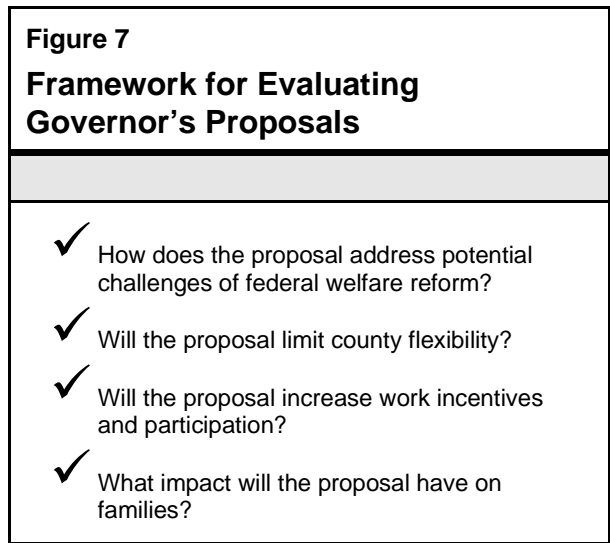 Figure 7
Framework for Evaluating
Governor's Proposals
How does the proposal address potential
challenges of federal welfare reform?
Will the proposal limit county flexibility?
Will the proposal increase work incentives
and participation?
What impact will the proposal have on
families?